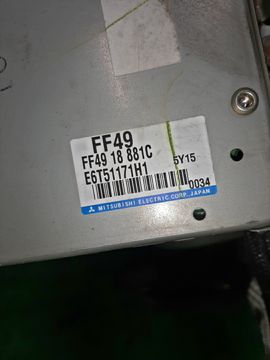 FF49
FF49 18 881C
E6T51171H1 5Y15
0034
MITSUBISHI ELECTRIC CORP. JAPAN